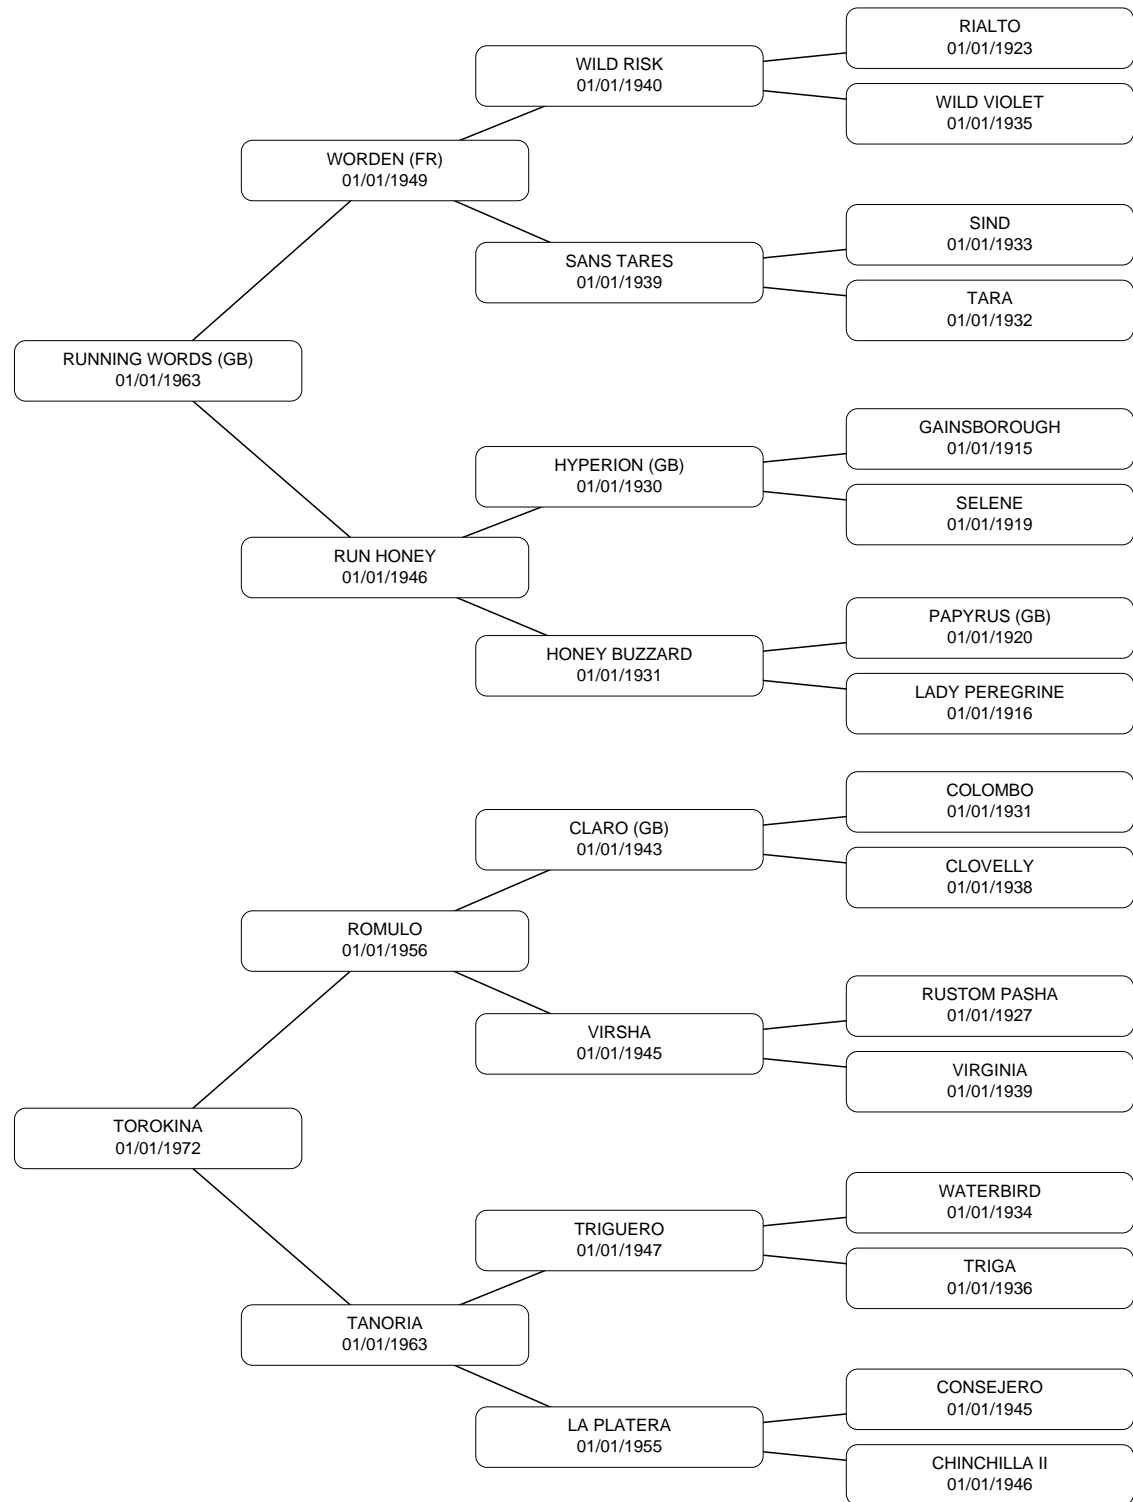 RIALTO
01/01/1923
WILD RISK
01/01/1940
WILD VIOLET
01/01/1935
WORDEN (FR)
01/01/1949
SIND
01/01/1933
SANS TARES
01/01/1939
TARA
01/01/1932
RUNNING WORDS (GB)
01/01/1963
GAINSBOROUGH
01/01/1915
HYPERION (GB)
01/01/1930
SELENE
01/01/1919
RUN HONEY
01/01/1946
PAPYRUS (GB)
01/01/1920
HONEY BUZZARD
01/01/1931
LADY PEREGRINE
01/01/1916
COLOMBO
01/01/1931
CLARO (GB)
01/01/1943
CLOVELLY
01/01/1938
ROMULO
01/01/1956
RUSTOM PASHA
01/01/1927
VIRSHA
01/01/1945
VIRGINIA
01/01/1939
TOROKINA
01/01/1972
WATERBIRD
01/01/1934
TRIGUERO
01/01/1947
TRIGA
01/01/1936
TANORIA
01/01/1963
CONSEJERO
01/01/1945
LA PLATERA
01/01/1955
CHINCHILLA II
01/01/1946